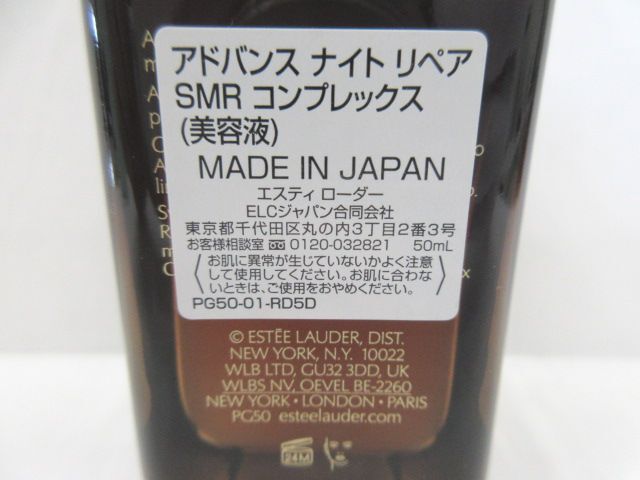 アドバンス ナイト リペア
SMR コンプレックス
(美容液)
MADE IN JAPAN
エスティ ローダー
ELCジャパン合同会社
東京都千代田区丸の内3丁目2番3号
お客様相談室 0120-032821 50mL
〈お肌に異常が生じていないかよく注意
して使用してください。お肌に合わな
いときは、ご使用をおやめください。〉
PG50-01-RD5D
© ESTÉE LAUDER, DIST.
NEW YORK, N.Y. 10022
WLB LTD, GU32 3DD, UK
WLBS NV, OEVEL BE-2260
NEW YORK • LONDON • PARIS
PG50 esteelauder.com
24M